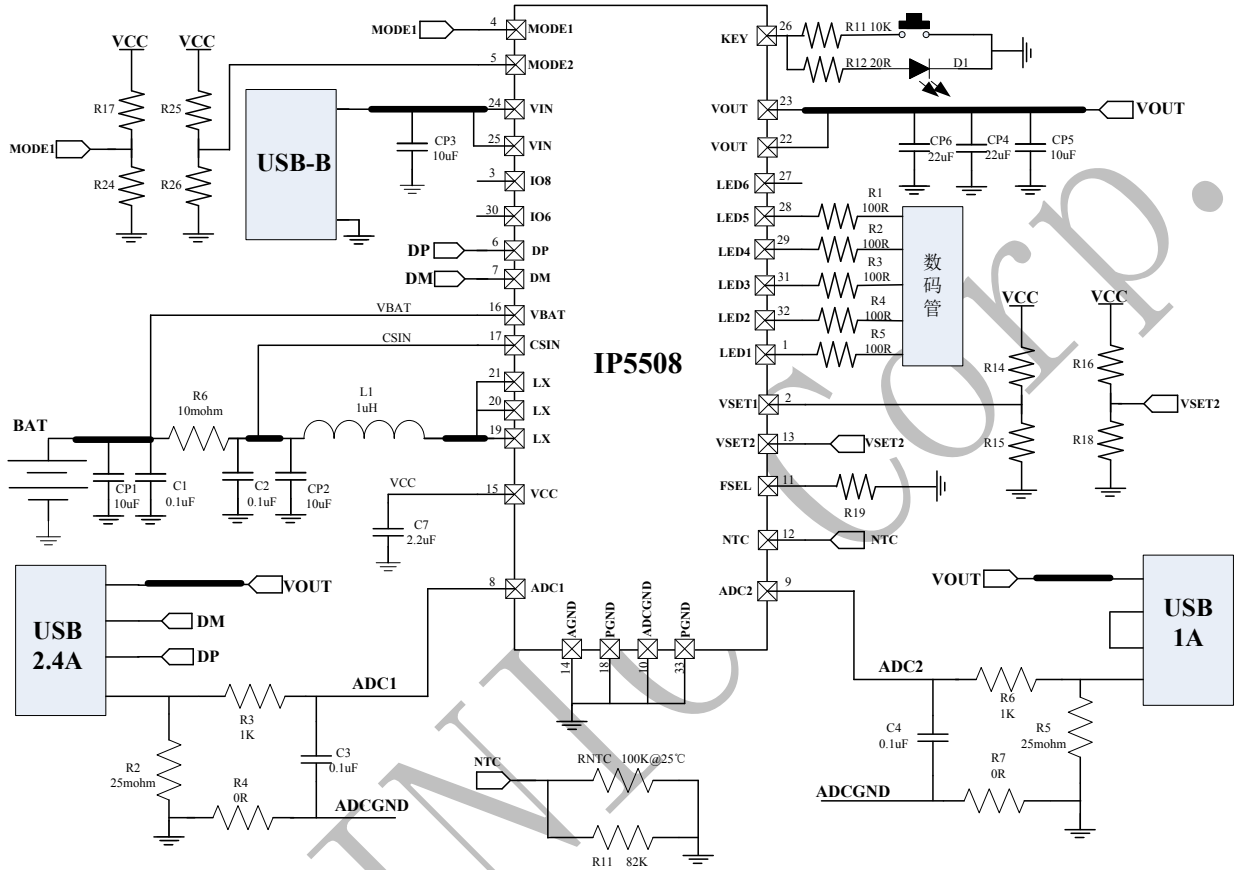 MODE1
4
MODE1
VCC
VCC
5
MODE2
R17
R25
MODE1
R24
R26
USB-B
24
VIN
CP3
10uF
25
VIN
3
IO8
30
IO6
DP
6
DP
DM
7
DM
VBAT
16
VBAT
CSIN
17
CSIN
21
LX
20
LX
19
LX
R6
10mohm
L1
1uH
BAT
CP1
10uF
C1
0.1uF
C2
0.1uF
CP2
10uF
VCC
15
VCC
C7
2.2uF
8
ADC1
IP5508
26
KEY
R11 10K
R12 20R
D1
VOUT
23
VOUT
VOUT
22
CP6
22uF
CP4
22uF
CP5
10uF
LED6
27
LED5
28
R1
100R
LED4
29
R2
100R
LED3
31
R3
100R
LED2
32
R4
100R
LED1
1
R5
100R
数码管
VCC
VCC
R14
R16
VSET1
2
VSET2
R15
R18
VSET2
13
VSET2
FSEL
11
R19
NTC
12
NTC
ADC2
9
AGND
PGND
ADCGND
PGND
14
18
10
33
USB
2.4A
VOUT
DM
DP
ADC1
R3
1K
R2
25mohm
C3
0.1uF
R4
0R
ADCGND
NTC
RNTC 100K@25℃
R11 82K
VOUT
USB
1A
ADC2
R6
1K
C4
0.1uF
R5
25mohm
R7
0R
ADCGND
Corp.